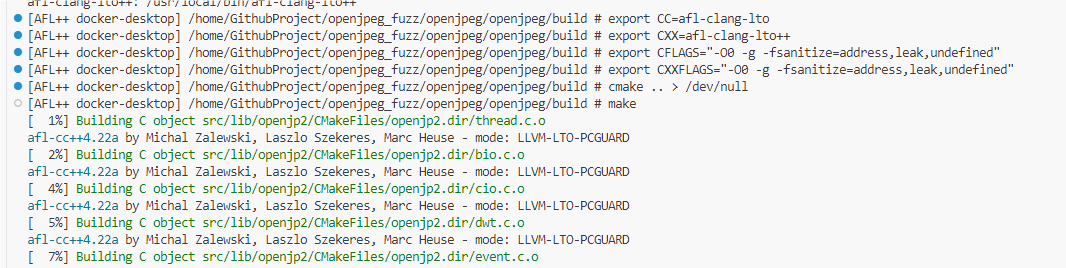 afl-clang-lto++: /usr/local/bin/afl-clang-lto++
[AFL++ docker-desktop] /home/GithubProject/openjpeg_fuzz/openjpeg/openjpeg/build # export CC=afl-clang-lto
[AFL++ docker-desktop] /home/GithubProject/openjpeg_fuzz/openjpeg/openjpeg/build # export CXX=afl-clang-lto++
[AFL++ docker-desktop] /home/GithubProject/openjpeg_fuzz/openjpeg/openjpeg/build # export CFLAGS="-O0 -g -fsanitize=address,leak,undefined"
[AFL++ docker-desktop] /home/GithubProject/openjpeg_fuzz/openjpeg/openjpeg/build # export CXXFLAGS="-O0 -g -fsanitize=address,leak,undefined"
[AFL++ docker-desktop] /home/GithubProject/openjpeg_fuzz/openjpeg/openjpeg/build # cmake .. > /dev/null
[AFL++ docker-desktop] /home/GithubProject/openjpeg_fuzz/openjpeg/openjpeg/build # make
[  1%] Building C object src/lib/openjp2/CMakeFiles/openjp2.dir/thread.c.o
afl-cc++4.22a by Michal Zalewski, Laszlo Szekeres, Marc Heuse - mode: LLVM-LTO-PCGUARD
[  2%] Building C object src/lib/openjp2/CMakeFiles/openjp2.dir/bio.c.o
afl-cc++4.22a by Michal Zalewski, Laszlo Szekeres, Marc Heuse - mode: LLVM-LTO-PCGUARD
[  4%] Building C object src/lib/openjp2/CMakeFiles/openjp2.dir/cio.c.o
afl-cc++4.22a by Michal Zalewski, Laszlo Szekeres, Marc Heuse - mode: LLVM-LTO-PCGUARD
[  5%] Building C object src/lib/openjp2/CMakeFiles/openjp2.dir/dwt.c.o
afl-cc++4.22a by Michal Zalewski, Laszlo Szekeres, Marc Heuse - mode: LLVM-LTO-PCGUARD
[  7%] Building C object src/lib/openjp2/CMakeFiles/openjp2.dir/event.c.o